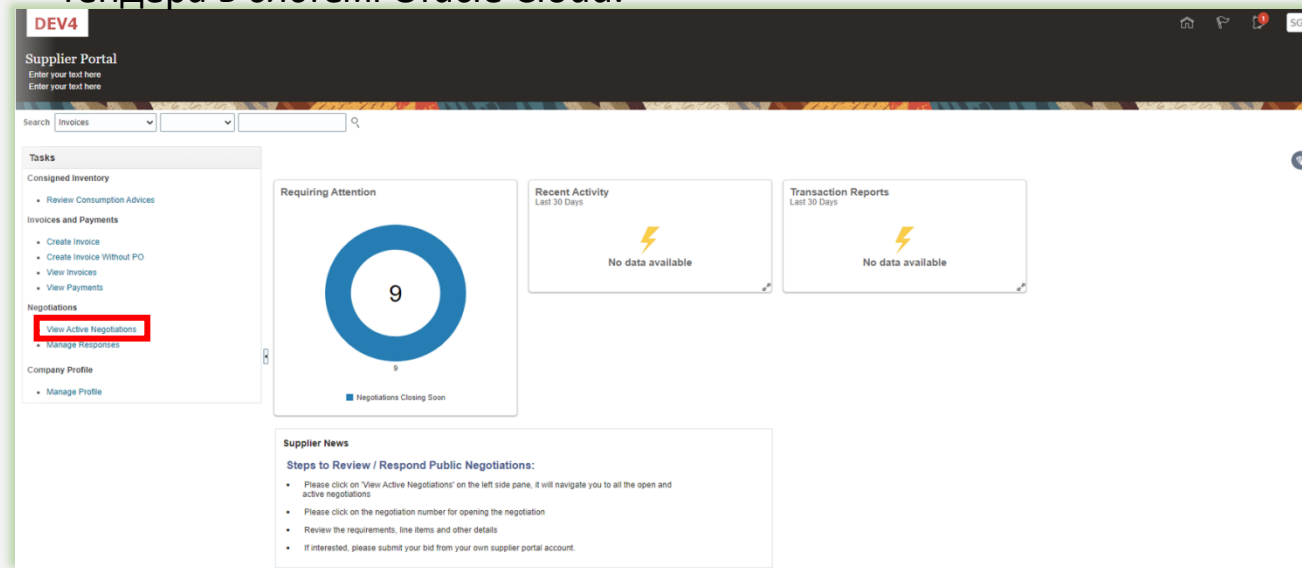 тендера в системі Oracle Cloud.
DEV4
1
SG
Supplier Portal
Enter your text here
Enter your text here
Search Invoices
Tasks
Consigned Inventory
Review Consumption Advices
Invoices and Payments
Create Invoice
Create Invoice Without PO
View Invoices
View Payments
Negotiations
View Active Negotiations
Manage Responses
Company Profile
Manage Profile
Requiring Attention
9
9
Negotiations Closing Soon
Recent Activity
Last 30 Days
No data available
Transaction Reports
Last 30 Days
No data available
Supplier News
Steps to Review / Respond Public Negotiations:
Please click on 'View Active Negotiations' on the left side pane, it will navigate you to all the open and
active negotiations
Please click on the negotiation number for opening the negotiation
Review the requirements, line items and other details
If interested, please submit your bid from your own supplier portal account.